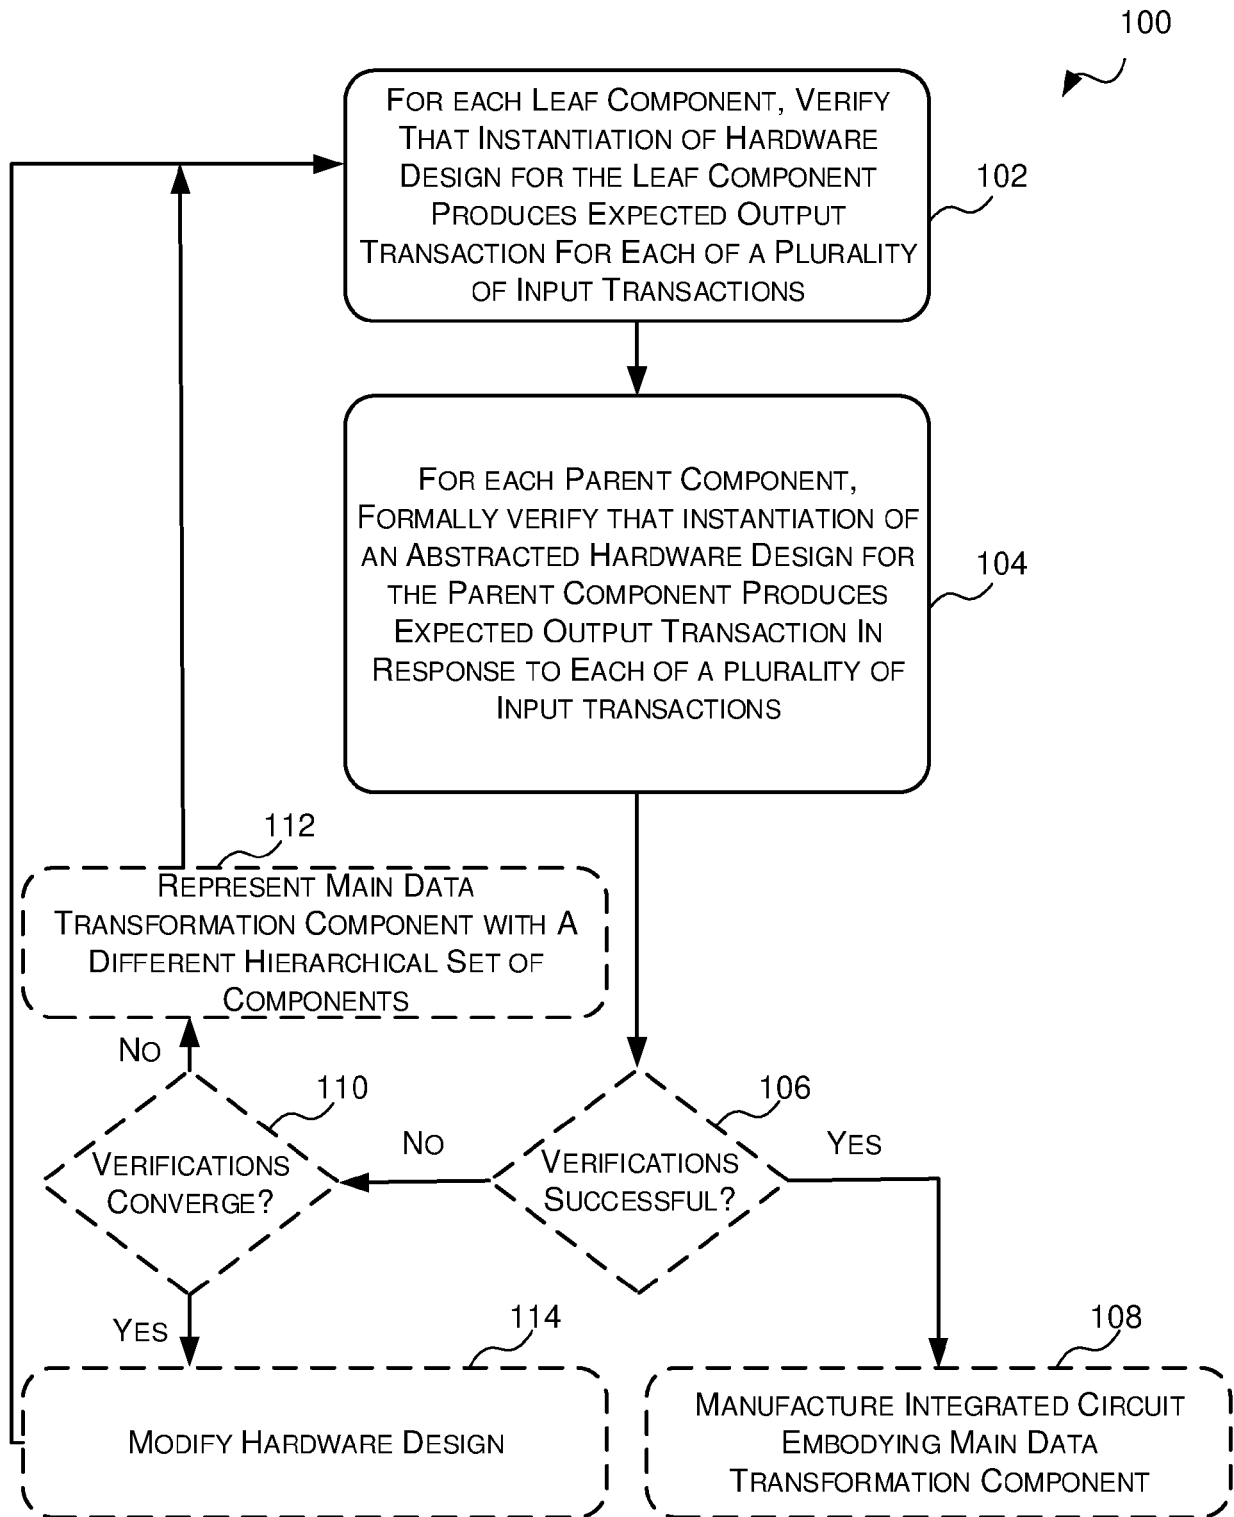 100
FOR EACH LEAF COMPONENT, VERIFY
THAT INSTANTIATION OF HARDWARE
DESIGN FOR THE LEAF COMPONENT
PRODUCES EXPECTED OUTPUT
TRANSACTION FOR EACH OF A PLURALITY
OF INPUT TRANSACTIONS
102
FOR EACH PARENT COMPONENT,
FORMALLY VERIFY THAT INSTANTIATION OF
AN ABSTRACTED HARDWARE DESIGN FOR
THE PARENT COMPONENT PRODUCES
EXPECTED OUTPUT TRANSACTION IN
RESPONSE TO EACH OF A PLURALITY OF
INPUT TRANSACTIONS
104
112
REPRESENT MAIN DATA
TRANSFORMATION COMPONENT WITH A
DIFFERENT HIERARCHICAL SET OF
COMPONENTS
NO
110
VERIFICATIONS
CONVERGE?
NO
106
VERIFICATIONS
SUCCESSFUL?
YES
YES
114
MODIFY HARDWARE DESIGN
108
MANUFACTURE INTEGRATED CIRCUIT
EMBODYING MAIN DATA
TRANSFORMATION COMPONENT